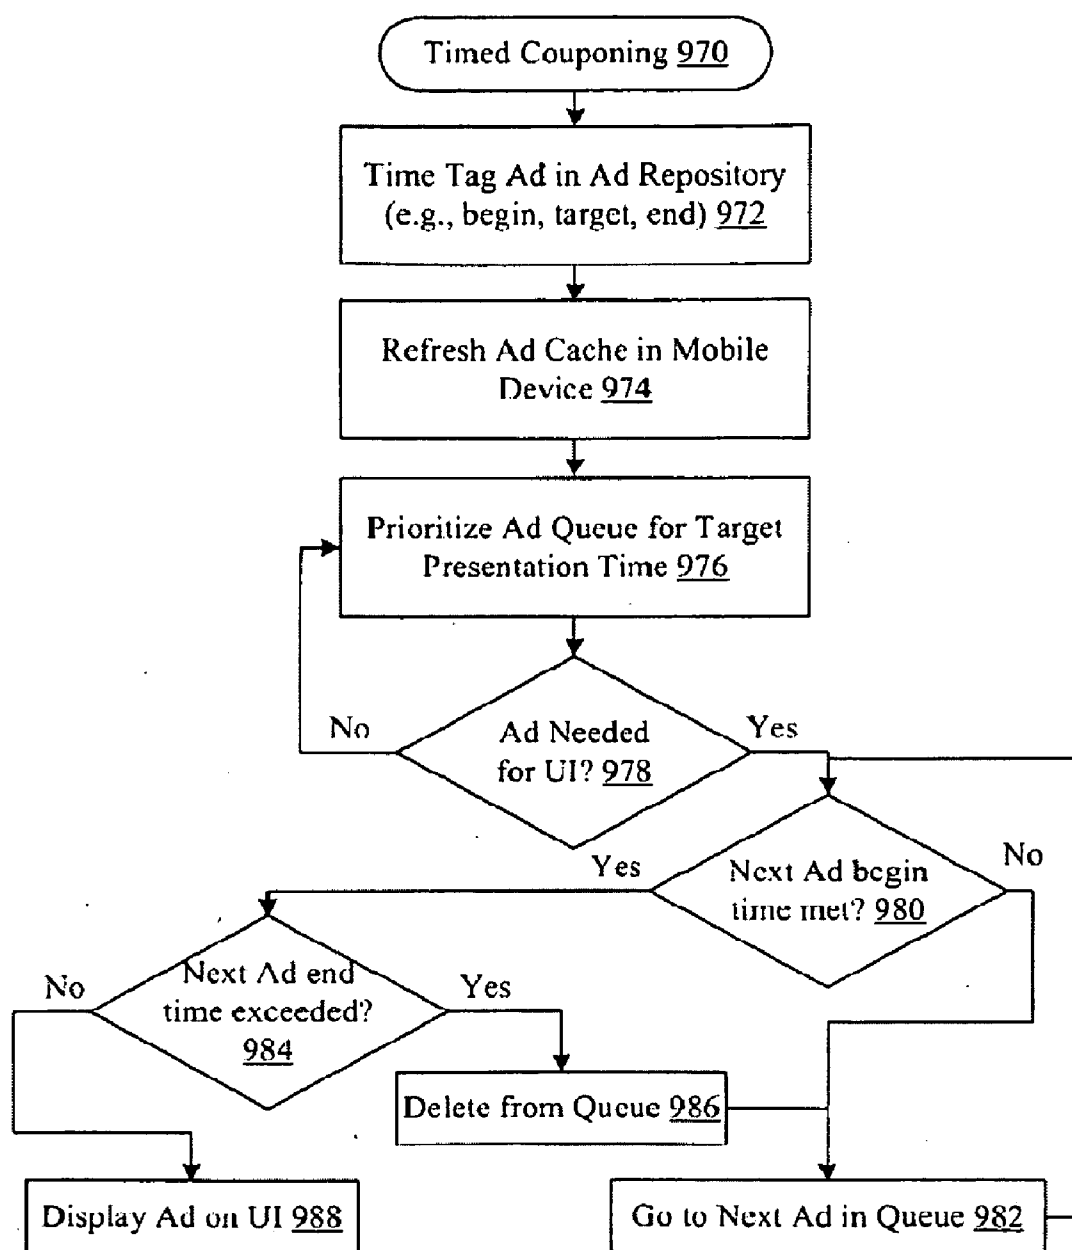 Timed Couponing 970
Time Tag Ad in Ad Repository
(e.g., begin, target, end) 972
Refresh Ad Cache in Mobile
Device 974
Prioritize Ad Queue for Target
Presentation Time 976
No
Ad Needed
for UI? 978
Yes
Yes
Next Ad begin
time met? 980
No
No
Next Ad end
time exceeded?
984
Yes
Delete from Queue 986
Display Ad on UI 988
Go to Next Ad in Queue 982